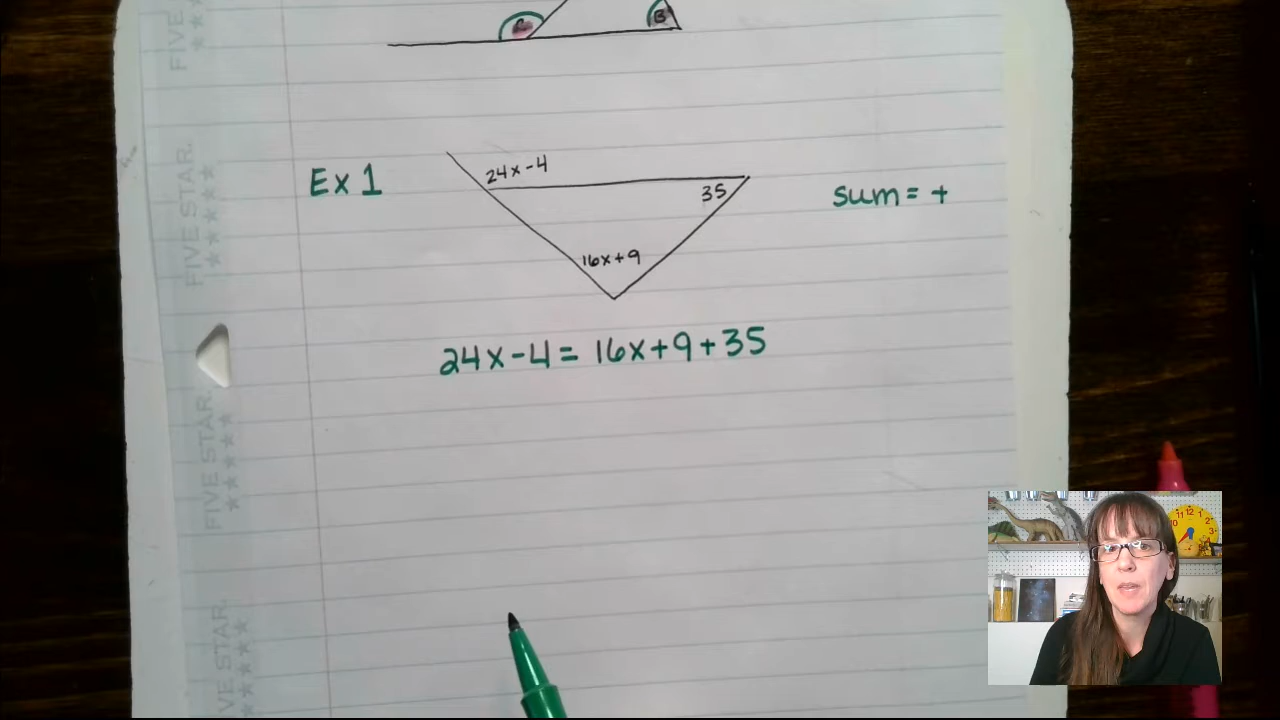 FIVE
C B
24x-4
Ex 1
35
sum = +
FIVE STAR.
16x+9
24x-4= 16x+9+35
FIVE STAR.
VE STAR.